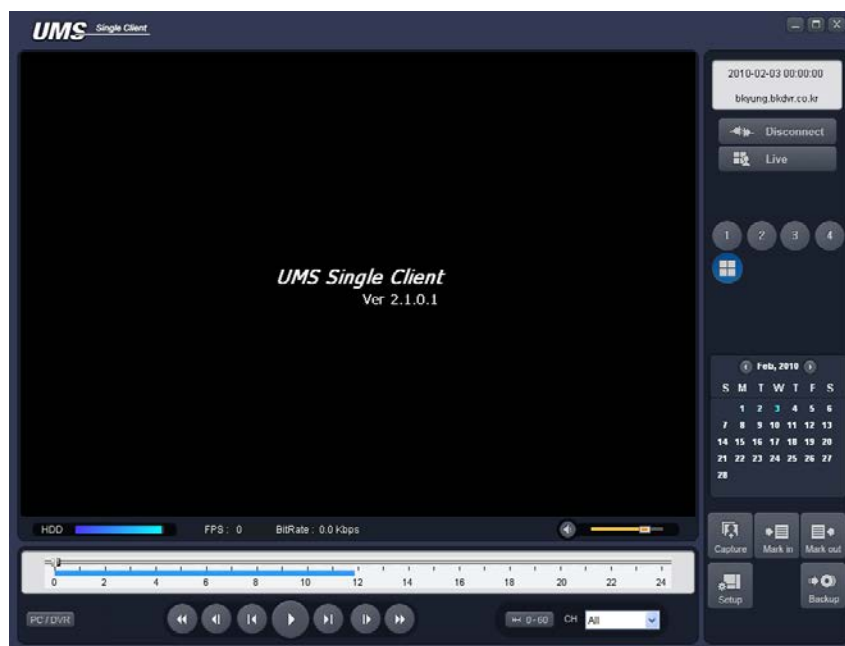 UMS Single Client
2010-02-03 00:00:00
bkyung.bkdvr.co.kr
Disconnect
Live
UMS Single Client
Ver 2.1.0.1
1 2 3 4
Feb, 2010
S M T W T F S
1 2 3 4 5 6
7 8 9 10 11 12 13
14 15 16 17 18 19 20
21 22 23 24 25 26 27
28
HDD FPS : 0 BitRate : 0.0 Kbps
Capture Mark in Mark out
0 2 4 6 8 10 12 14 16 18 20 22 24
Setup Backup
PC / DVR 0~60 CH All